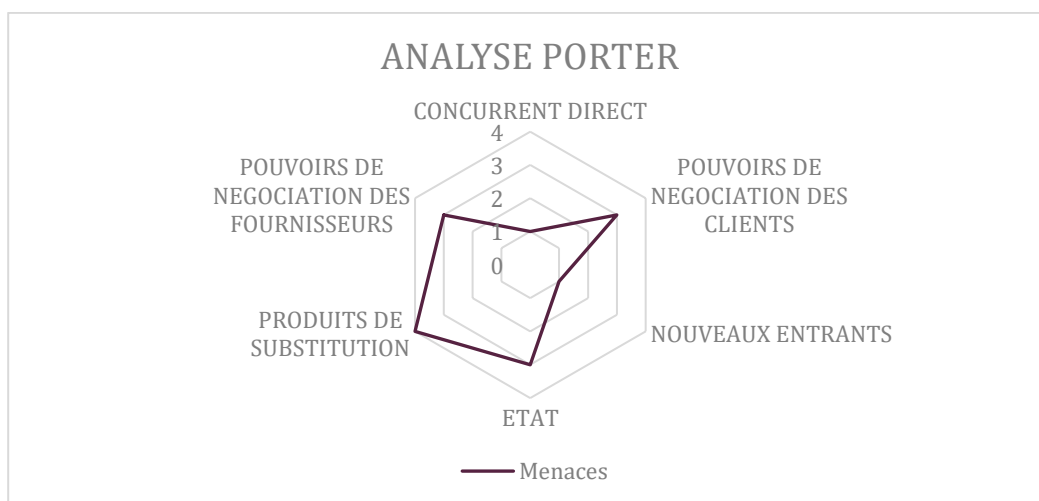 ANALYSE PORTER
CONCURRENT DIRECT
4
3
2
1
0
POUVOIRS DE
NEGOCIATION DES
CLIENTS
NOUVEAUX ENTRANTS
ETAT
PRODUITS DE
SUBSTITUTION
POUVOIRS DE
NEGOCIATION DES
FOURNISSEURS
Menaces